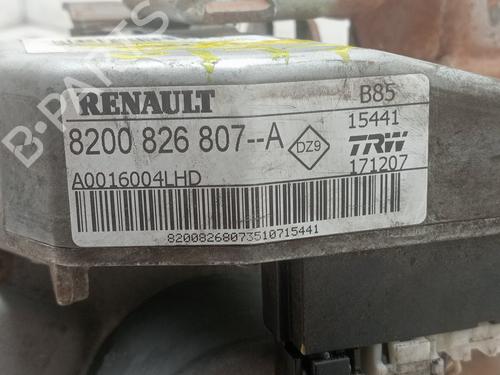 B-PARTS
RENAULT
8200 826 807--A
DZ9
A0016004LHD
B85
15441
TRW
171207
82008268073510715441